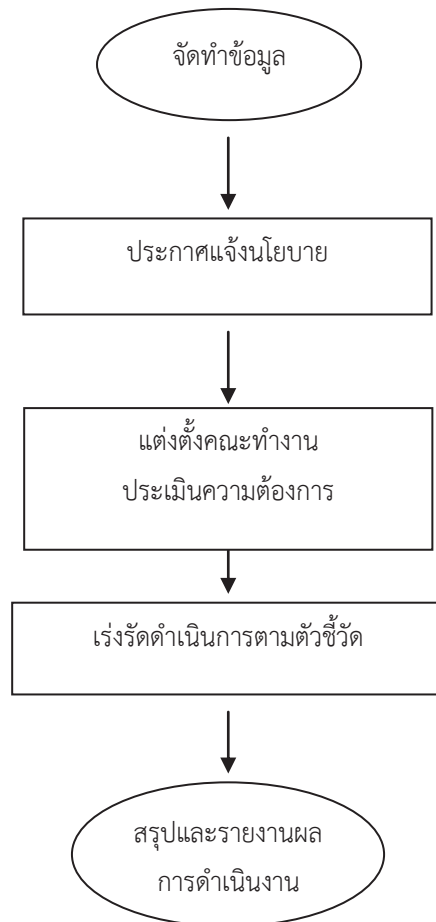 จัดทำข้อมูล
ประกาศแจ้งนโยบาย
แต่งตั้งคณะทำงาน
ประเมินความต้องการ
เร่งรัดดำเนินการตามตัวชี้วัด
สรุปและรายงานผล
การดำเนินงาน